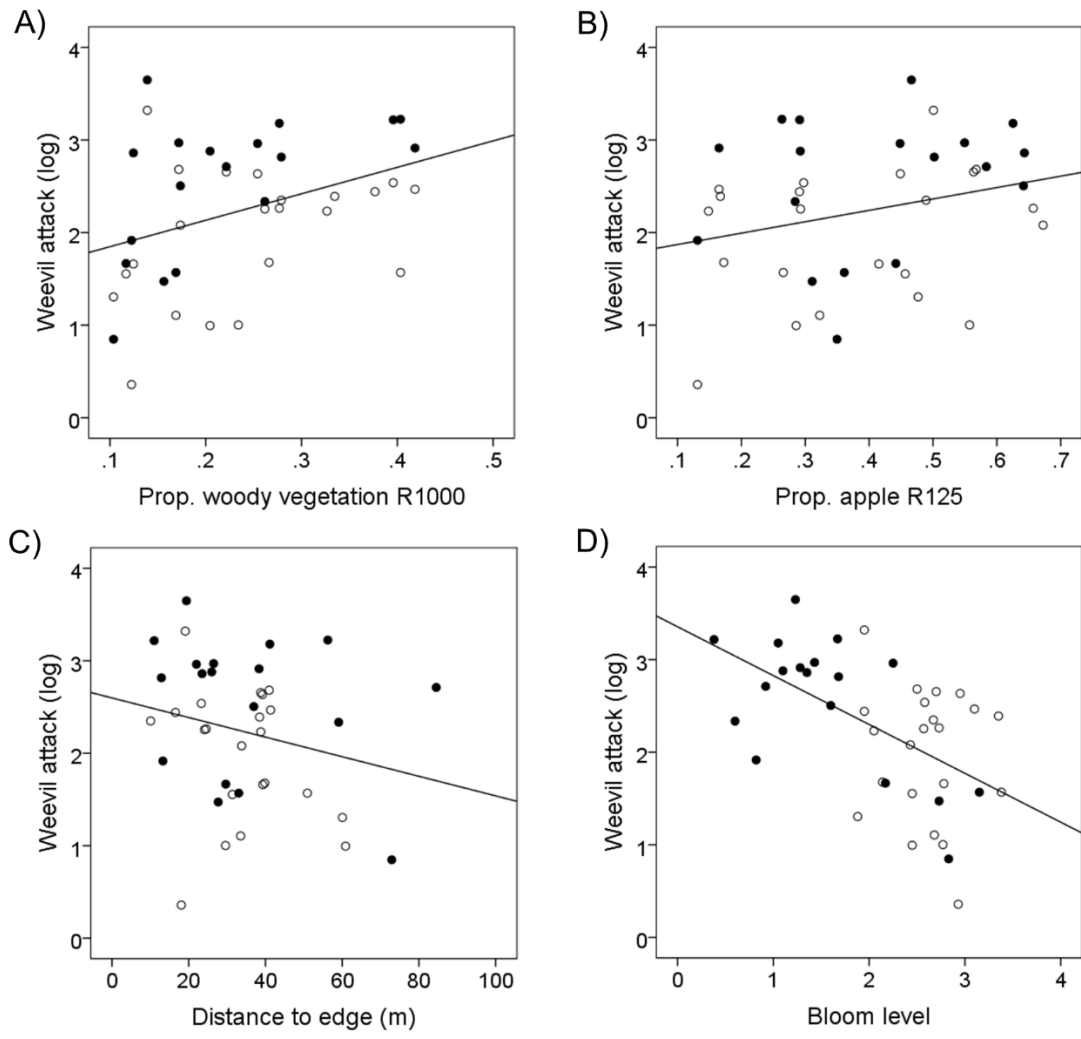 A)
Weevil attack (log)
4
3
2
1
0
.1 .2 .3 .4 .5
Prop. woody vegetation R1000
B)
Weevil attack (log)
4
3
2
1
0
.1 .2 .3 .4 .5 .6 .7
Prop. apple R125
C)
Weevil attack (log)
4
3
2
1
0
0 20 40 60 80 100
Distance to edge (m)
D)
Weevil attack (log)
4
3
2
1
0
0 1 2 3 4
Bloom level